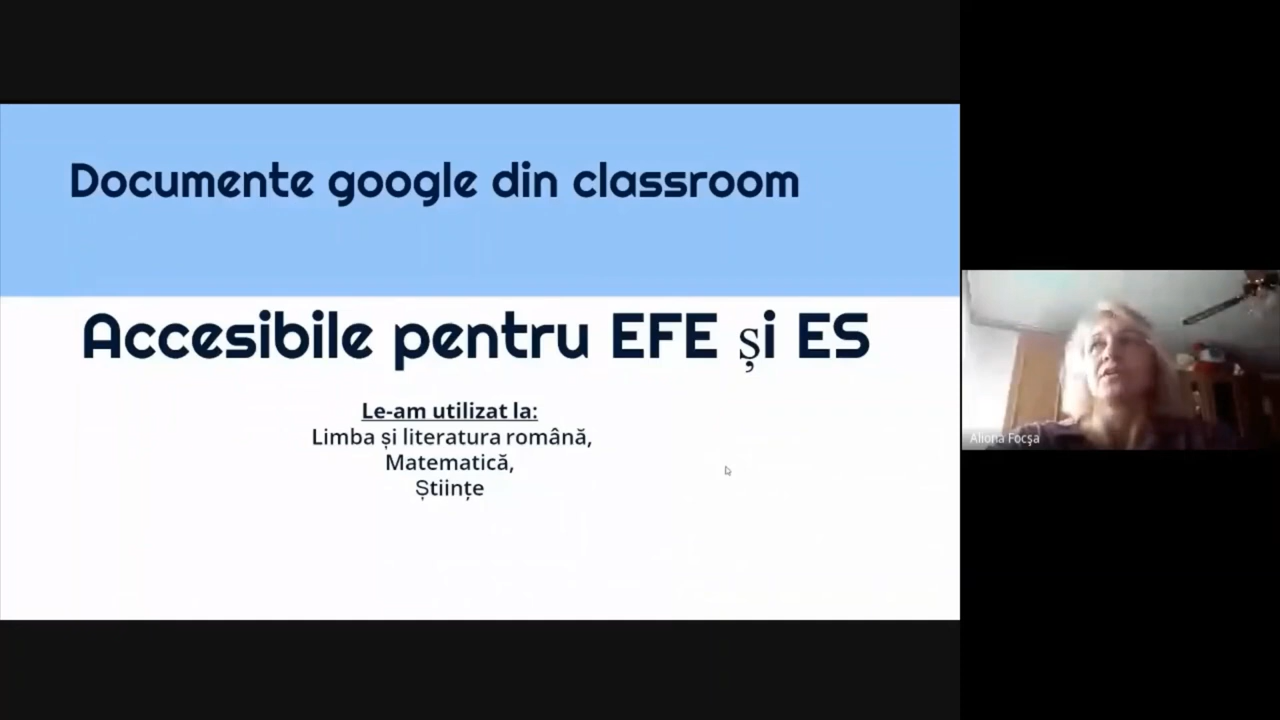 Documente google din classroom
Accesibile pentru EFE și ES
Le-am utilizat la:
Limba și literatura română,
Matematică,
Științe
Aliona Focșa